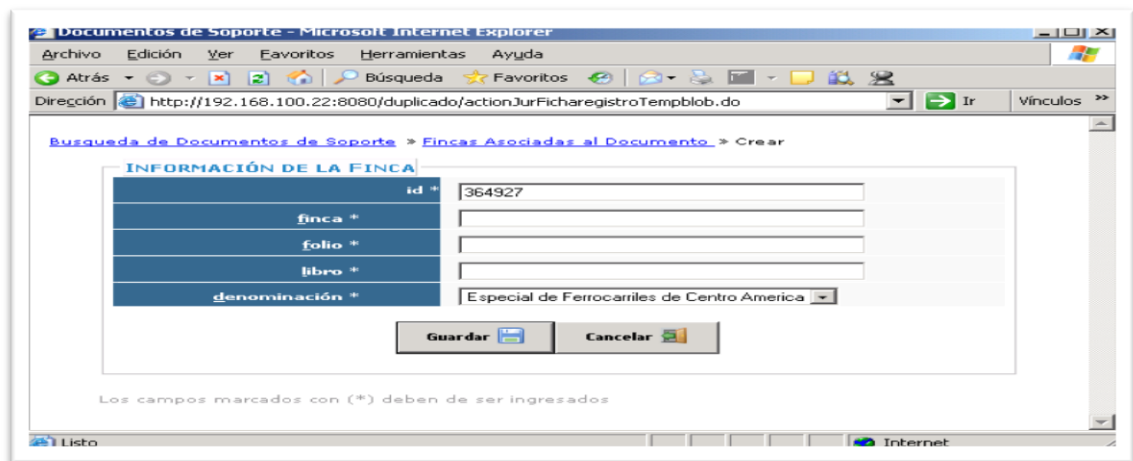 Documentos de Soporte - Microsoft Internet Explorer
Archivo Edición Ver Favoritos Herramientas Ayuda
Atrás Búsqueda Favoritos
Dirección http://192.168.100.22:8080/duplicado/actionJurFicharegistroTempblob.do Ir Vínculos »
Busqueda de Documentos de Soporte » Fincas Asociadas al Documento » Crear
INFORMACIÓN DE LA FINCA
id * 364927
finca *
folio *
libro *
denominación * Especial de Ferrocarriles de Centro America
Guardar Cancelar
Los campos marcados con (*) deben de ser ingresados
Listo Internet